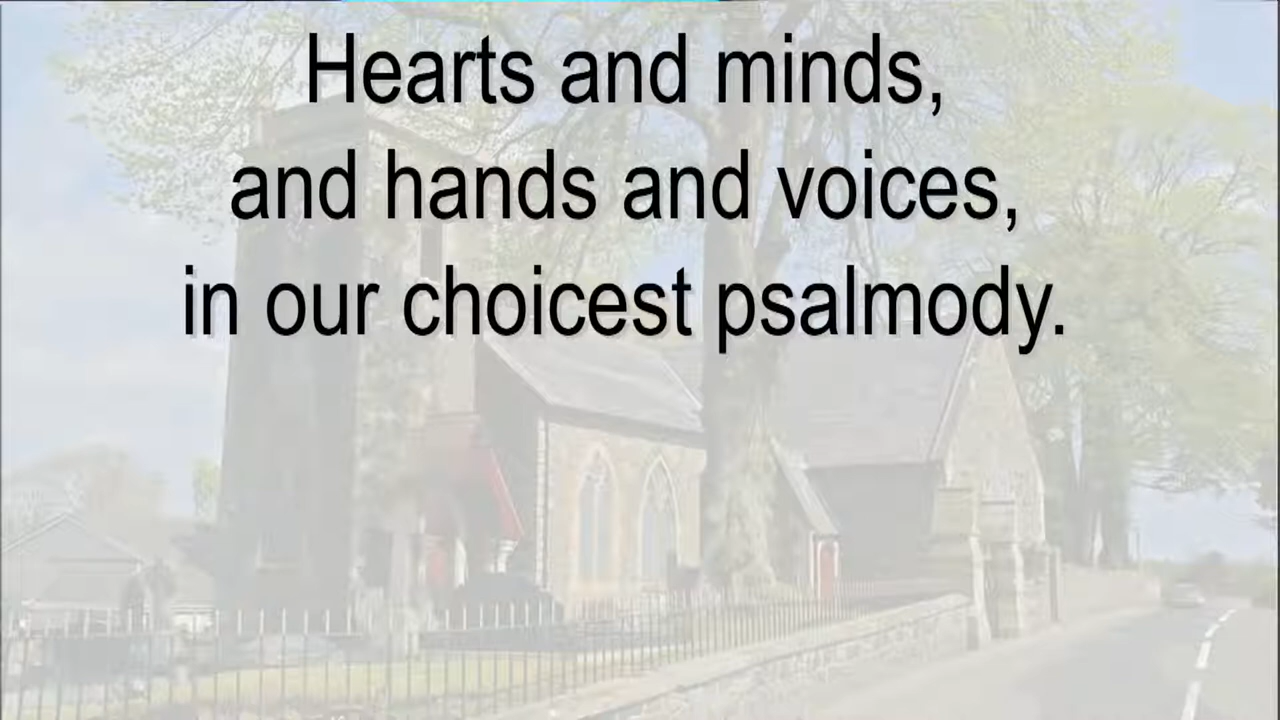 Hearts and minds,
and hands and voices,
in our choicest psalmody.